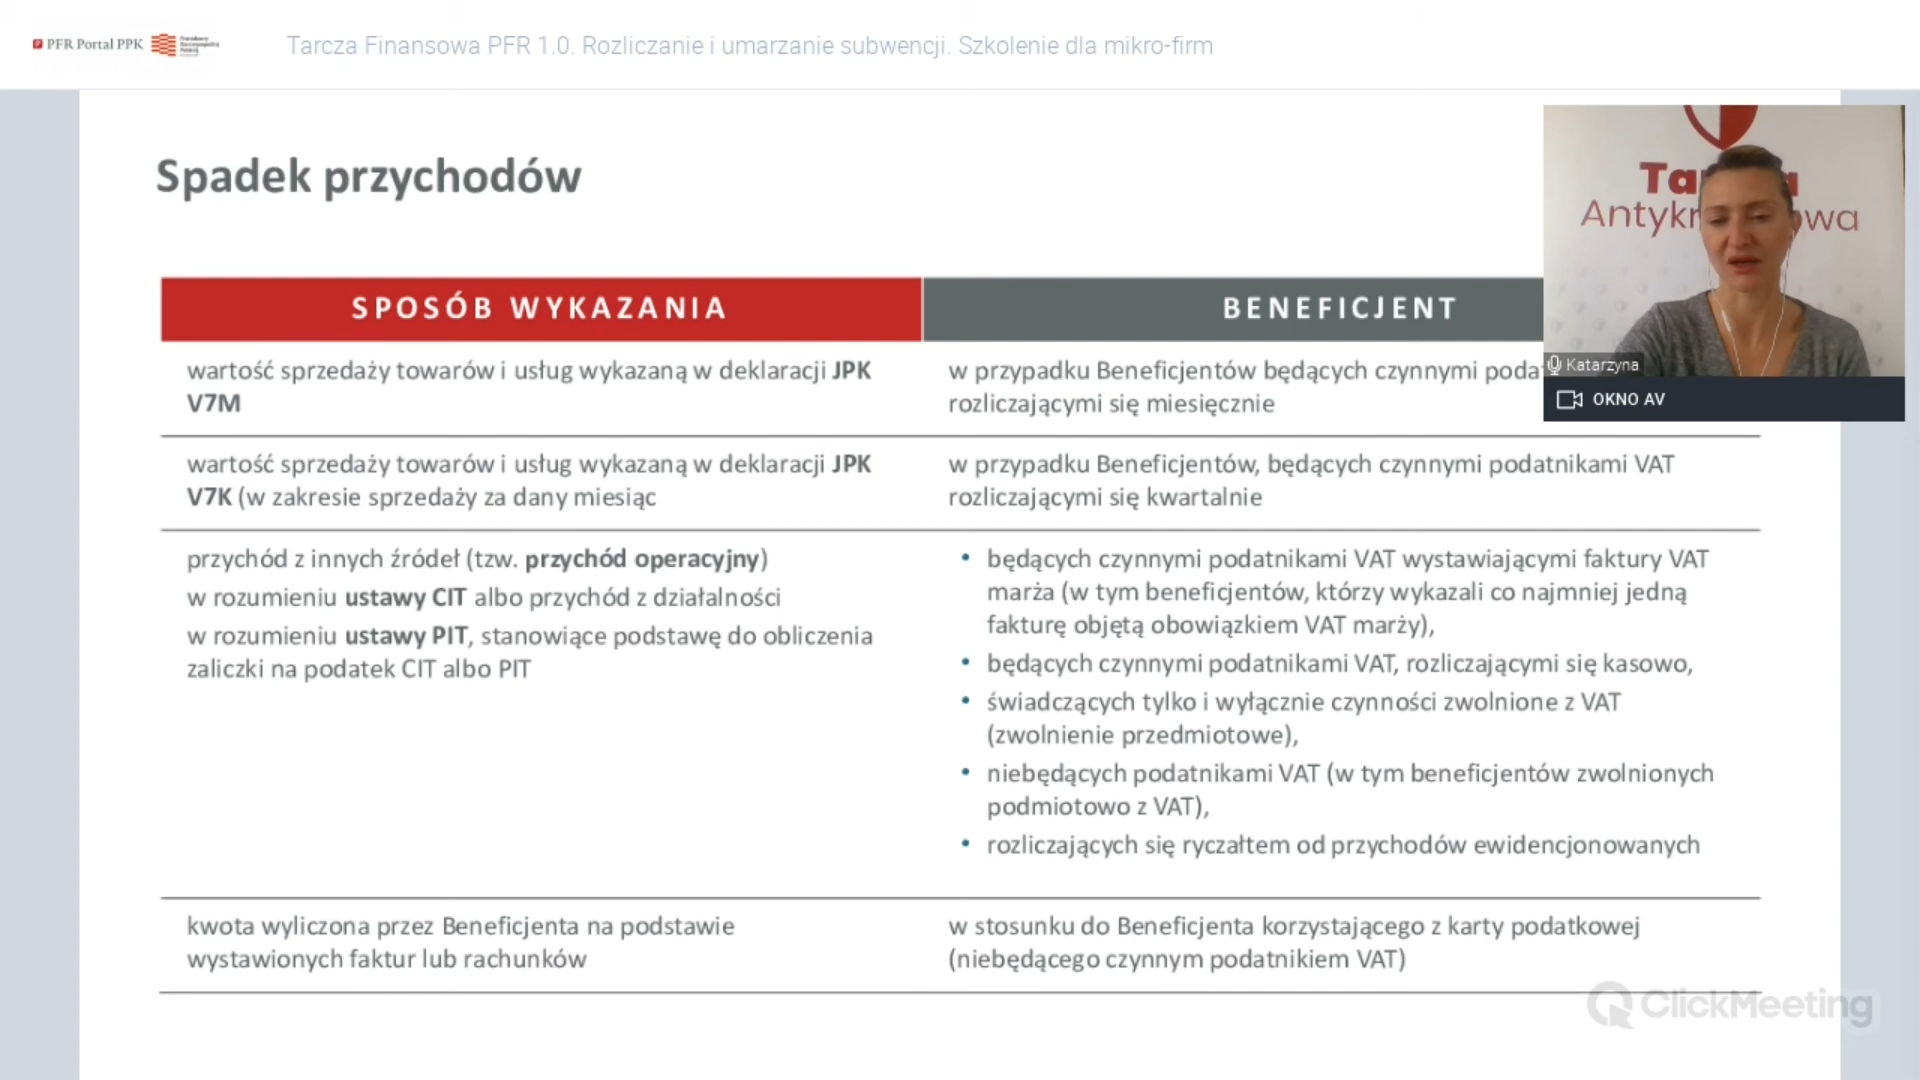 PFR Portal PPK
Tarcza Finansowa PFR 1.0. Rozliczanie i umarzanie subwencji. Szkolenie dla mikro-firm
Spadek przychodów
SPOSÓB WYKAZANIA
BENEFICJENT
wartość sprzedaży towarów i usług wykazaną w deklaracji JPK
V7M
w przypadku Beneficjentów będących czynnymi
rozliczającymi się miesięcznie
wartość sprzedaży towarów i usług wykazaną w deklaracji JPK
V7K (w zakresie sprzedaży za dany miesiąc
w przypadku Beneficjentów, będących czynnymi podatnikami VAT
rozliczającymi się kwartalnie
przychód z innych źródeł (tzw. przychód operacyjny)
w rozumieniu ustawy CIT albo przychód z działalności
w rozumieniu ustawy PIT, stanowiące podstawę do obliczenia
zaliczki na podatek CIT albo PIT
• będących czynnymi podatnikami VAT wystawiającymi faktury VAT
marża (w tym beneficjentów, którzy wykazali co najmniej jedną
fakturę objętą obowiązkiem VAT marży),
• będących czynnymi podatnikami VAT, rozliczającymi się kasowo,
• świadczących tylko i wyłącznie czynności zwolnione z VAT
(zwolnienie przedmiotowe),
• niebędących podatnikami VAT (w tym beneficjentów zwolnionych
podmiotowo z VAT),
• rozliczających się ryczałtem od przychodów ewidencjonowanych
kwota wyliczona przez Beneficjenta na podstawie
wystawionych faktur lub rachunków
w stosunku do Beneficjenta korzystającego z karty podatkowej
(niebędącego czynnym podatnikiem VAT)
Katarzyna
OKNO AV
ClickMeeting